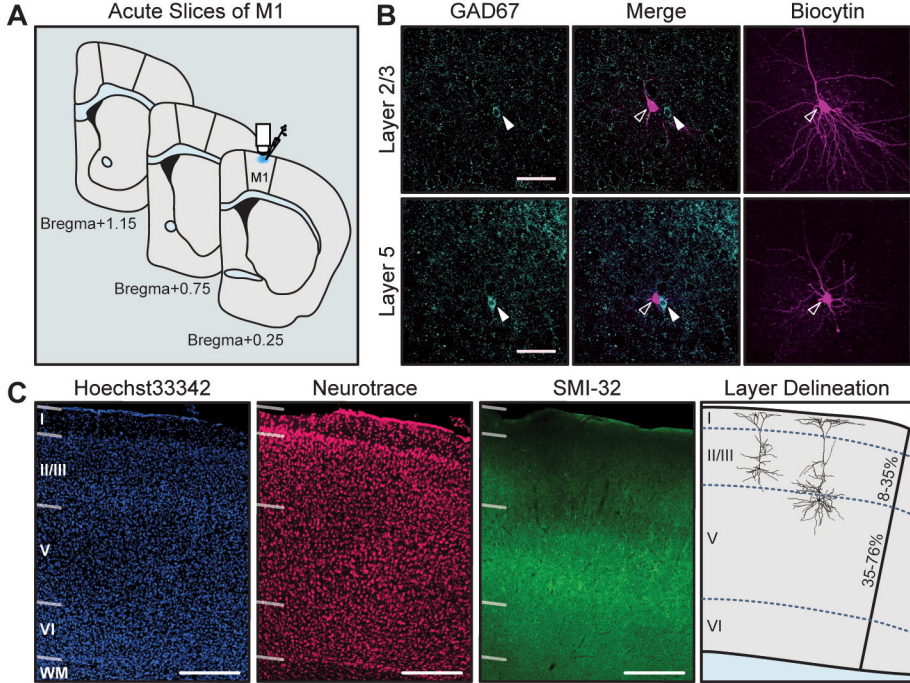 A
Acute Slices of M1
M1
Bregma+1.15
Bregma+0.75
Bregma+0.25
B
GAD67
Merge
Biocytin
Layer 2/3
Layer 5
C
Hoechst33342
Neurotrace
SMI-32
Layer Delineation
I
II/III
V
VI
WM
I
II/III
V
VI
8-35%
35-76%